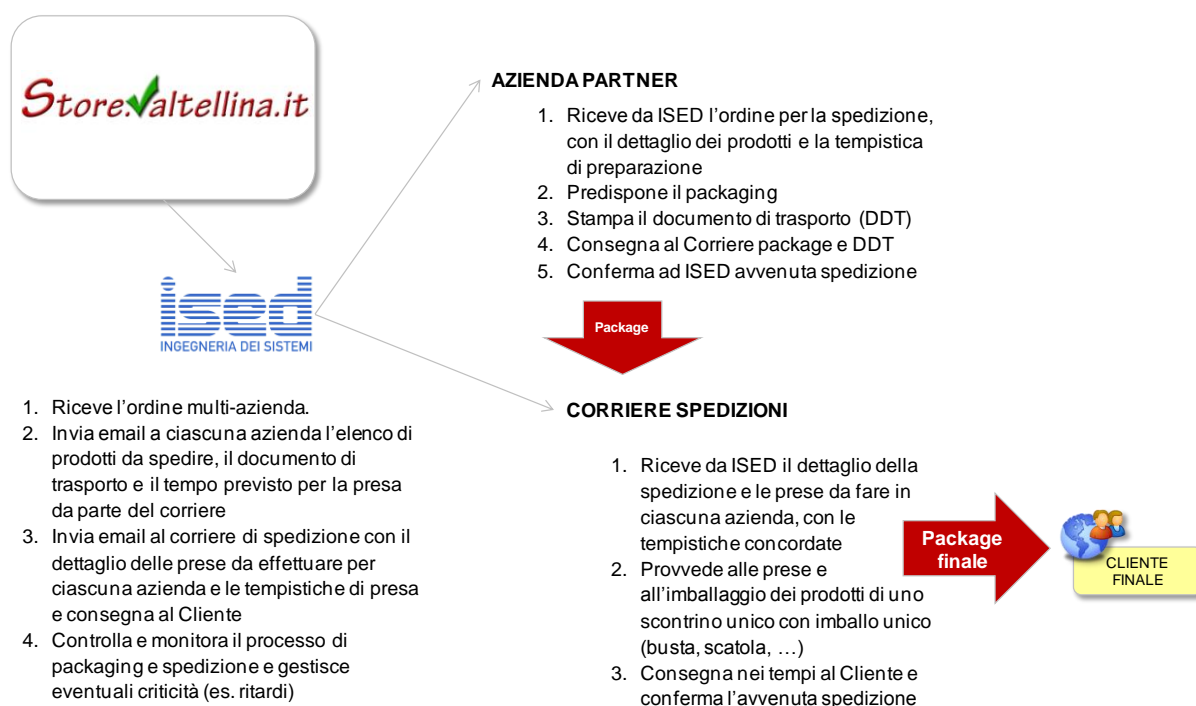 Store.Valtellina.it
AZIENDA PARTNER
1. Riceve da ISED l’ordine per la spedizione,
con il dettaglio dei prodotti e la tempistica
di preparazione
2. Predispone il packaging
3. Stampa il documento di trasporto (DDT)
4. Consegna al Corriere package e DDT
5. Conferma ad ISED avvenuta spedizione
ised
INGEGNERIA DEI SISTEMI
Package
1. Riceve l’ordine multi-azienda.
2. Invia email a ciascuna azienda l’elenco di
prodotti da spedire, il documento di
trasporto e il tempo previsto per la presa
da parte del corriere
3. Invia email al corriere di spedizione con il
dettaglio delle prese da effettuare per
ciascuna azienda e le tempistiche di presa
e consegna al Cliente
4. Controlla e monitora il processo di
packaging e spedizione e gestisce
eventuali criticità (es. ritardi)
CORRIERE SPEDIZIONI
1. Riceve da ISED il dettaglio della
spedizione e le prese da fare in
ciascuna azienda, con le
tempistiche concordate
2. Provvede alle prese e
all’imballaggio dei prodotti di uno
scontrino unico con imballo unico
(busta, scatola, …)
3. Consegna nei tempi al Cliente e
conferma l’avvenuta spedizione
Package
finale
CLIENTE
FINALE